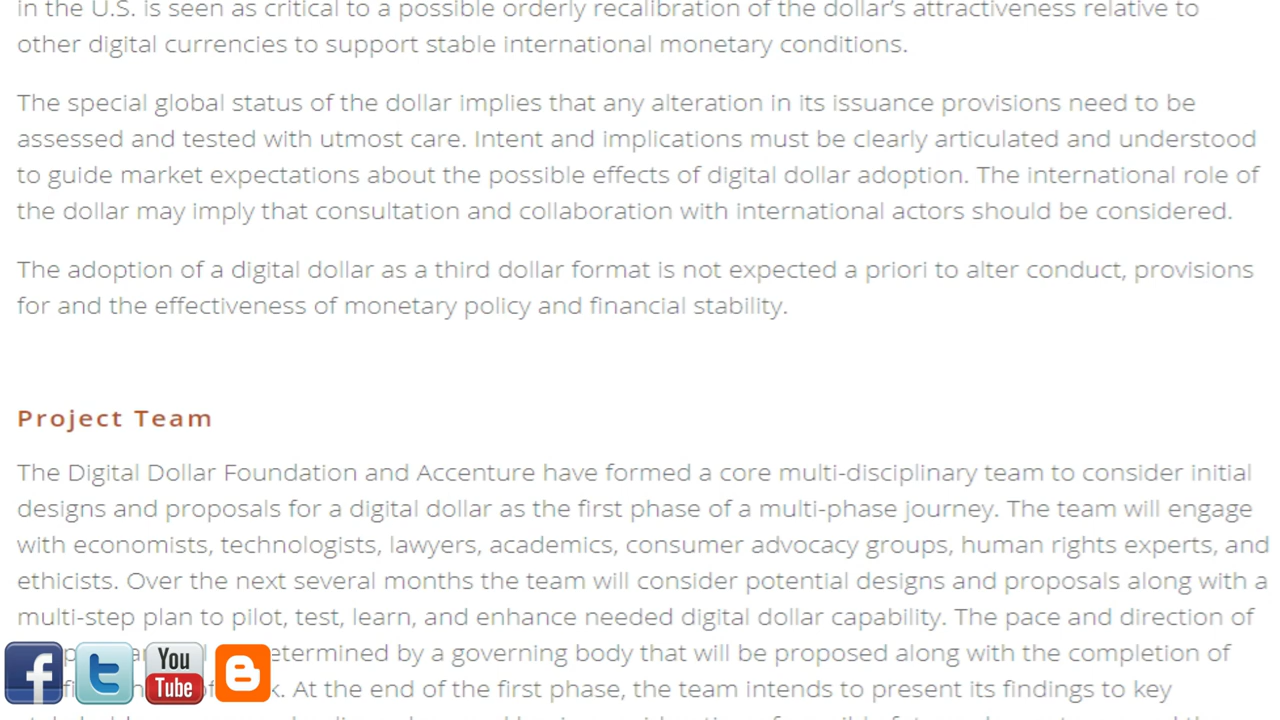 in the U.S. is seen as critical to a possible orderly recalibration of the dollar's attractiveness relative to
other digital currencies to support stable international monetary conditions.
The special global status of the dollar implies that any alteration in its issuance provisions need to be
assessed and tested with utmost care. Intent and implications must be clearly articulated and understood
to guide market expectations about the possible effects of digital dollar adoption. The international role of
the dollar may imply that consultation and collaboration with international actors should be considered.
The adoption of a digital dollar as a third dollar format is not expected a priori to alter conduct, provisions
for and the effectiveness of monetary policy and financial stability.
Project Team
The Digital Dollar Foundation and Accenture have formed a core multi-disciplinary team to consider initial
designs and proposals for a digital dollar as the first phase of a multi-phase journey. The team will engage
with economists, technologists, lawyers, academics, consumer advocacy groups, human rights experts, and
ethicists. Over the next several months the team will consider potential designs and proposals along with a
multi-step plan to pilot, test, learn, and enhance needed digital dollar capability. The pace and direction of
etermined by a governing body that will be proposed along with the completion of
k. At the end of the first phase, the team intends to present its findings to key
f t You Tube B